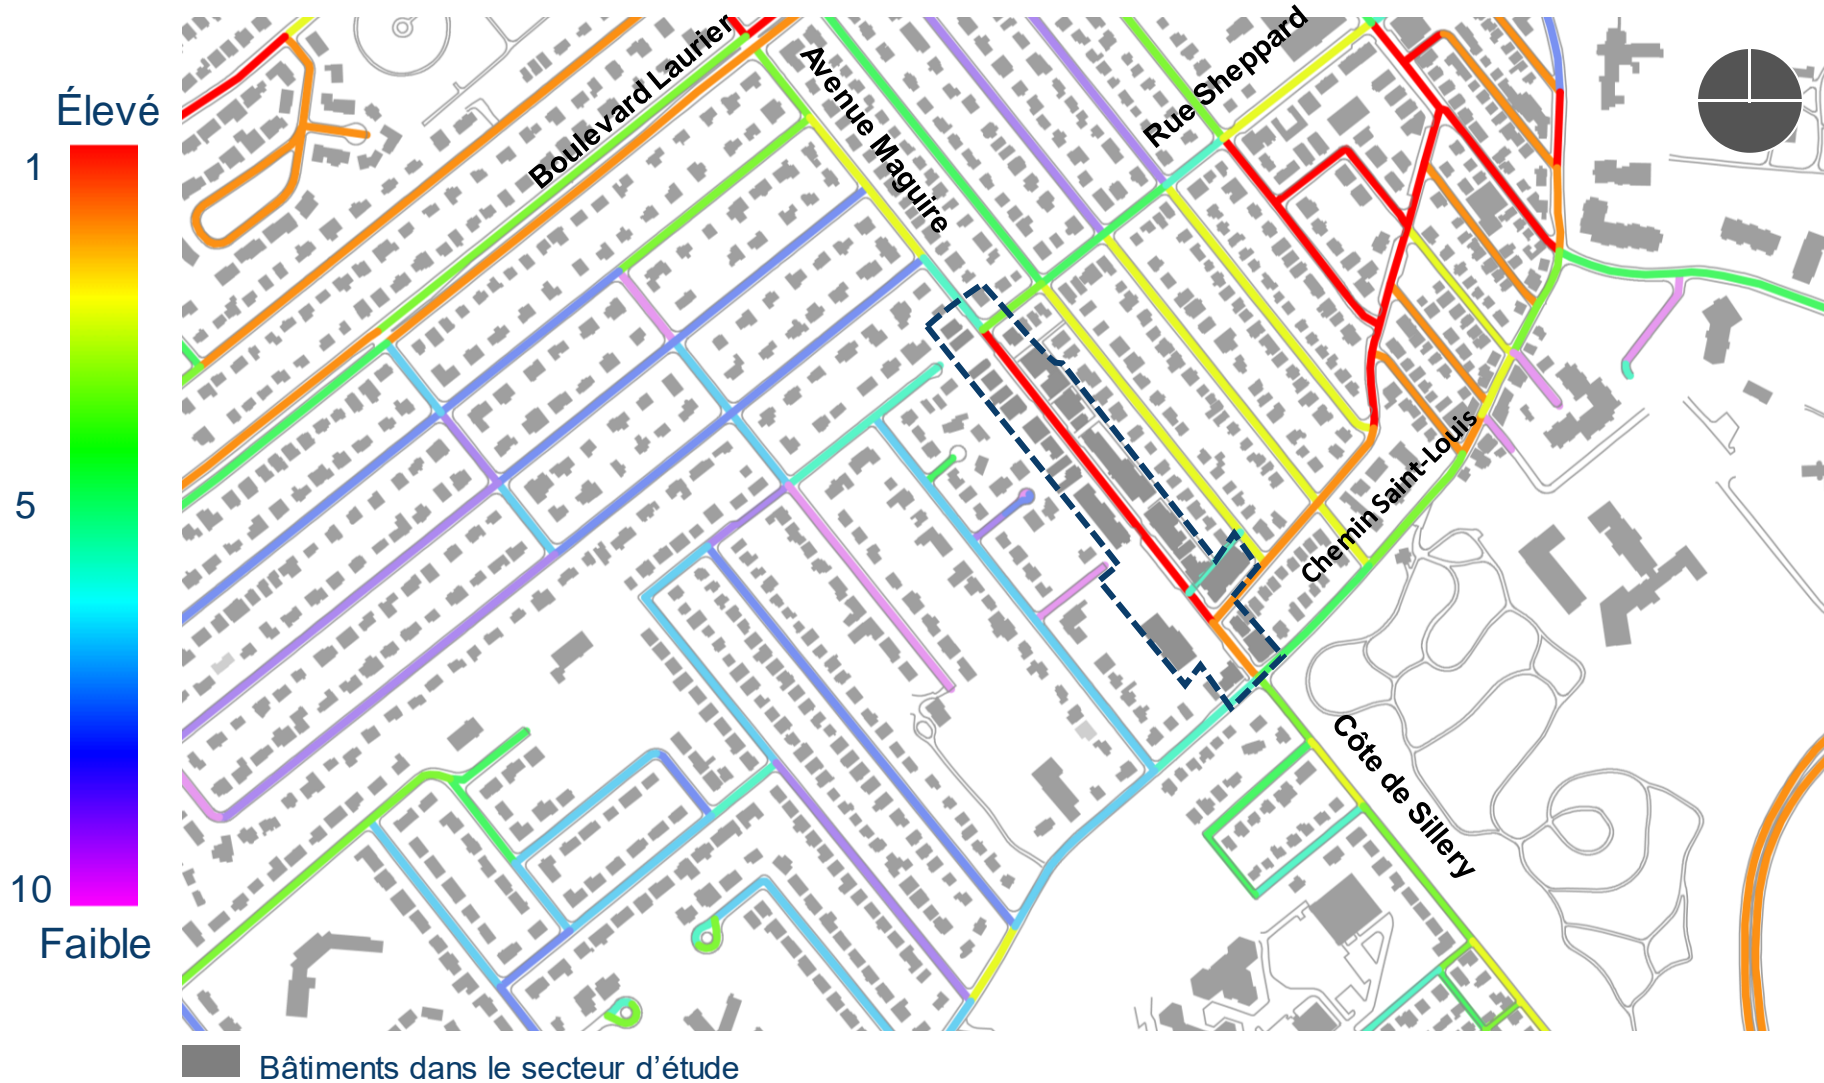 Élevé
1
5
10
Faible
Boulevard Laurier
Avenue Maguire
Rue Sheppard
Chemin Saint-Louis
Côte de Sillery
Bâtiments dans le secteur d’étude